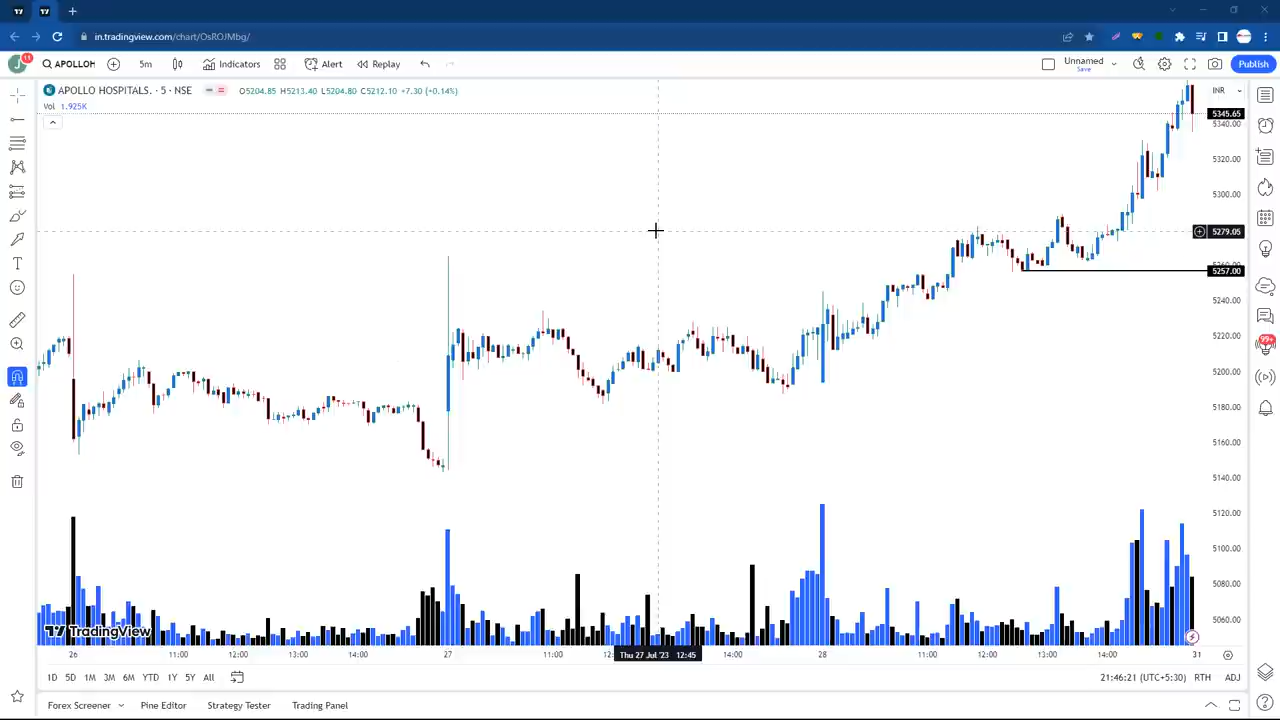 in.tradingview.com/chart/OsROJMbg/
J 11 APOLLOH 5m Indicators Alert Replay Unnamed Save Publish
APOLLO HOSPITALS. · 5 · NSE O5204.85 H5213.40 L5204.80 C5212.10 +7.30 (+0.14%) INR
Vol 1.925K
5345.65
5340.00
5320.00
5300.00
5279.05
5257.00
5240.00
5220.00
5200.00
99+
5180.00
5160.00
5140.00
5120.00
5100.00
5080.00
5060.00
TradingView
26 11:00 12:00 13:00 14:00 27 11:00 Thu 27 Jul '23 12:45 14:00 28 11:00 12:00 13:00 14:00 31
1D 5D 1M 3M 6M YTD 1Y 5Y All 21:46:21 (UTC+5:30) RTH ADJ
Forex Screener Pine Editor Strategy Tester Trading Panel